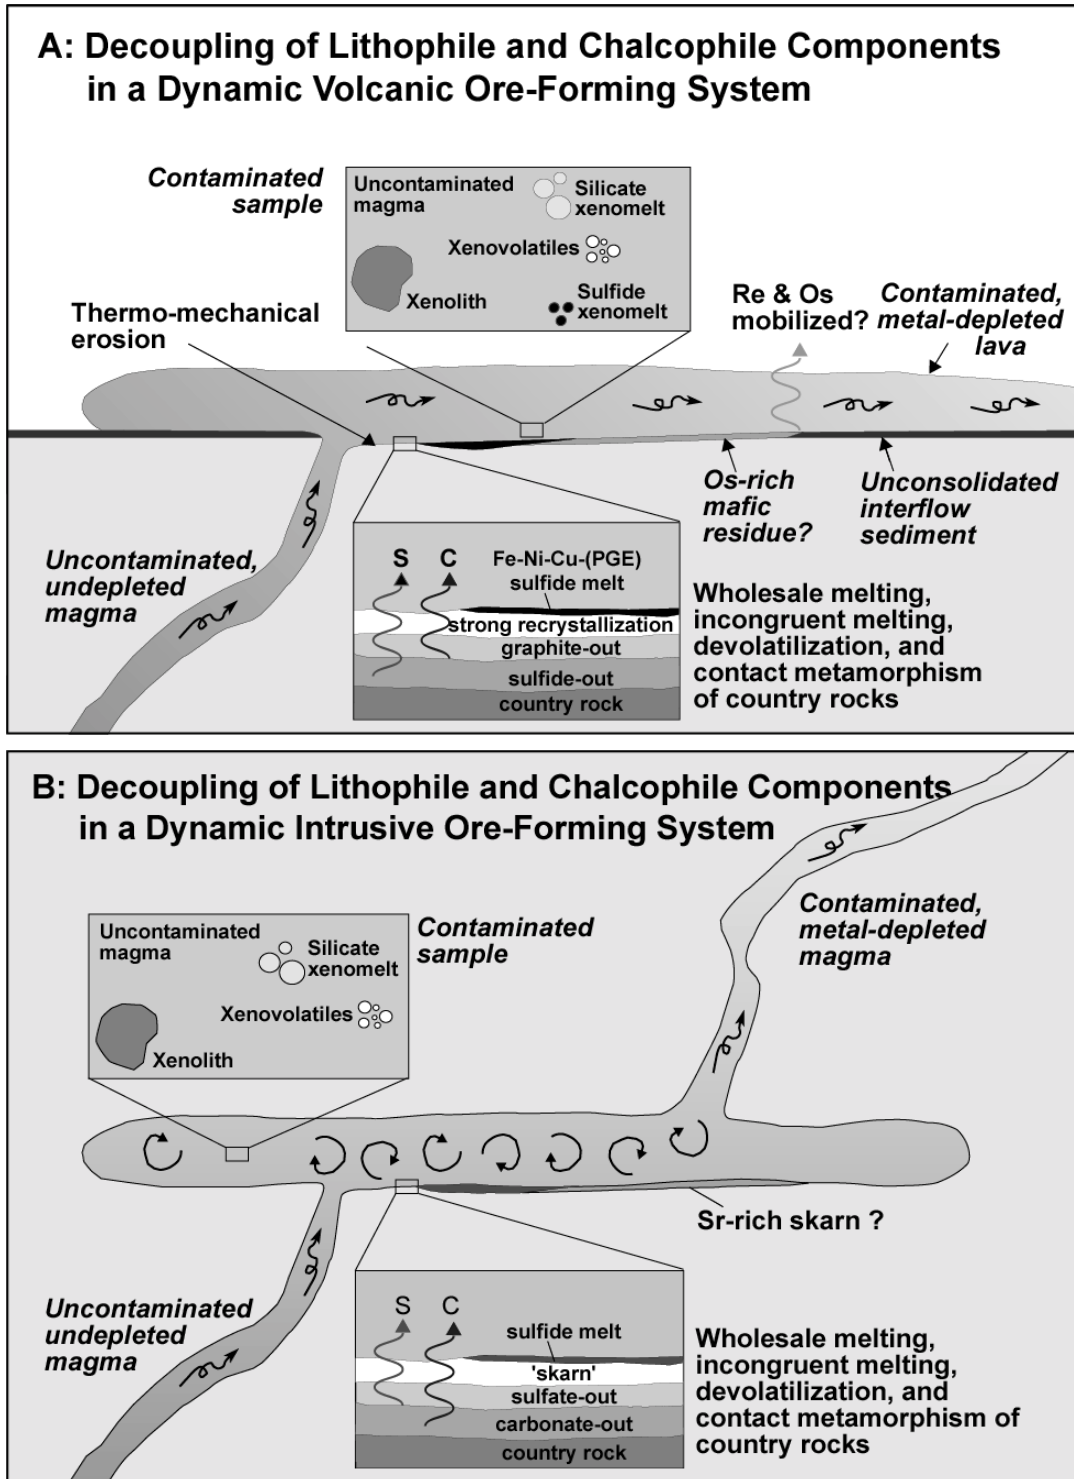 A: Decoupling of Lithophile and Chalcophile Components
in a Dynamic Volcanic Ore-Forming System
Contaminated
sample
Uncontaminated
magma
Silicate
xenomelt
Xenovolatiles
Xenolith
Sulfide
xenomelt
Thermo-mechanical
erosion
Re & Os
mobilized?
Contaminated,
metal-depleted
lava
Os-rich
mafic
residue?
Unconsolidated
interflow
sediment
Uncontaminated,
undepleted
magma
S C
Fe-Ni-Cu-(PGE)
sulfide melt
strong recrystallization
graphite-out
sulfide-out
country rock
Wholesale melting,
incongruent melting,
devolatilization, and
contact metamorphism
of country rocks
B: Decoupling of Lithophile and Chalcophile Components
in a Dynamic Intrusive Ore-Forming System
Uncontaminated
magma
Silicate
xenomelt
Xenovolatiles
Xenolith
Contaminated
sample
Contaminated,
metal-depleted
magma
Sr-rich skarn ?
Uncontaminated
undepleted
magma
S C
sulfide melt
'skarn'
sulfate-out
carbonate-out
country rock
Wholesale melting,
incongruent melting,
devolatilization, and
contact metamorphism of
country rocks